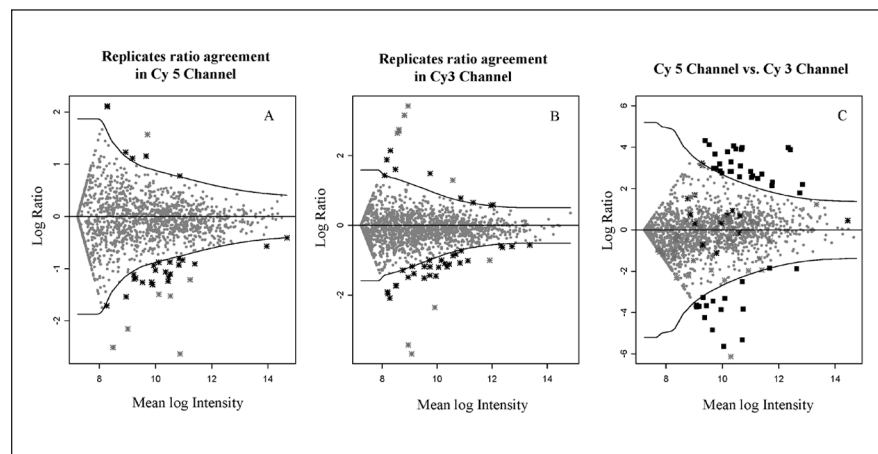 Replicates ratio agreement
in Cy 5 Channel
Replicates ratio agreement
in Cy3 Channel
Cy 5 Channel vs. Cy 3 Channel
A
B
C
Log Ratio
2
1
0
-1
-2
8
10
12
14
Mean log Intensity
Log Ratio
2
0
-2
8
10
12
14
Mean log Intensity
Log Ratio
6
4
2
0
-2
-4
-6
8
10
12
14
Mean log Intensity